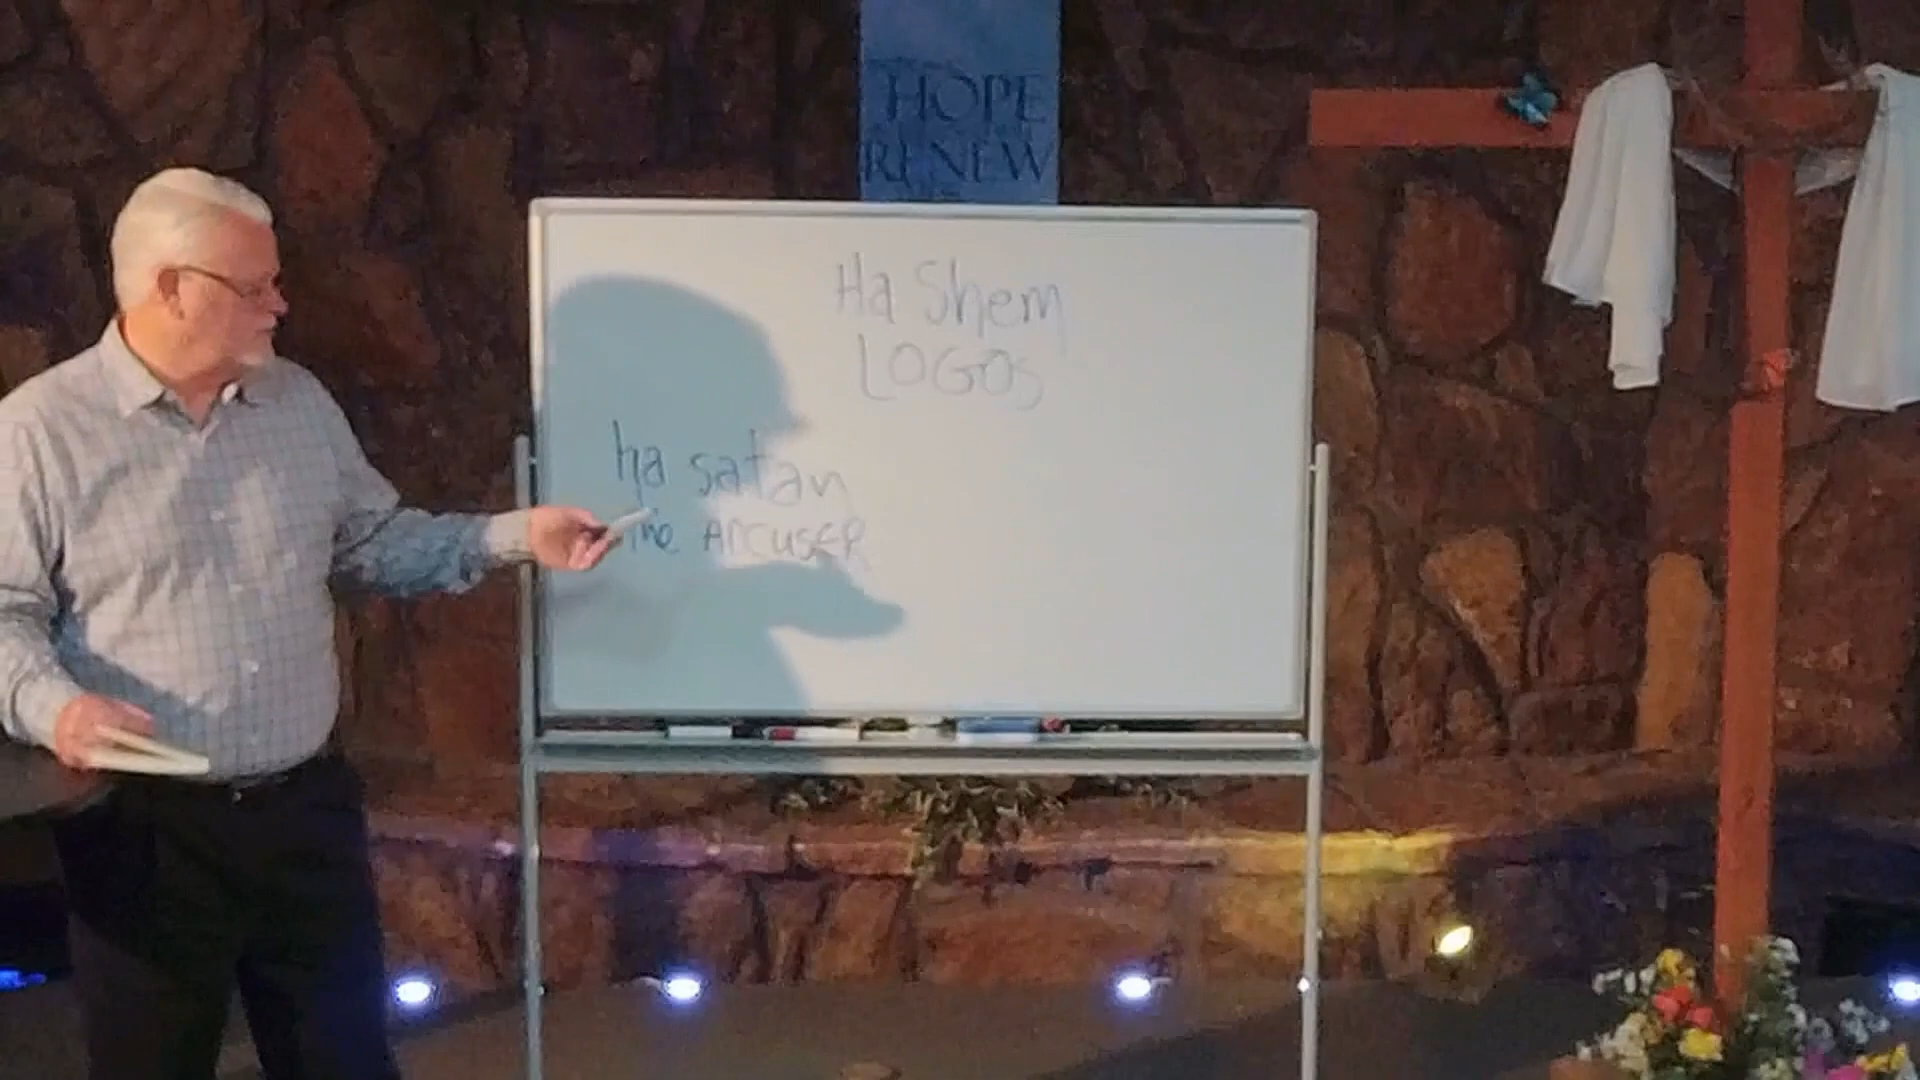 HOPE
RENEW
Ha Shem
LOGOS
ha satan
The Accuser